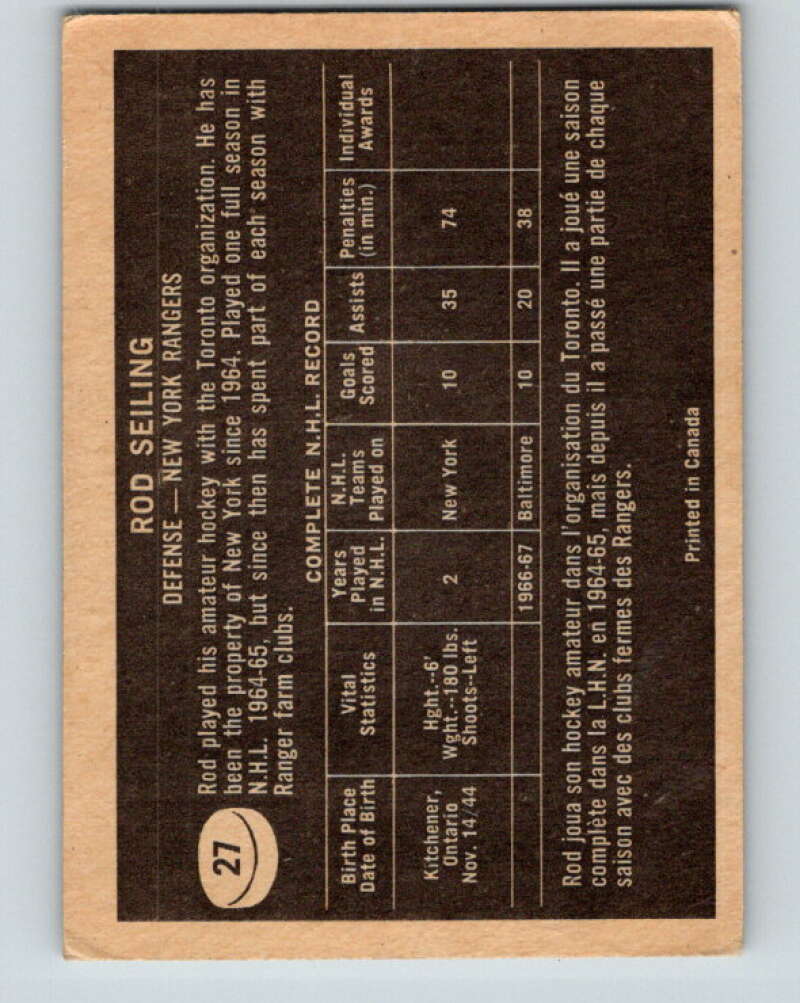 27
ROD SEILING
DEFENSE — NEW YORK RANGERS
Rod played his amateur hockey with the Toronto organization. He has
been the property of New York since 1964. Played one full season in
N.H.L. 1964-65, but since then has spent part of each season with
Ranger farm clubs.
COMPLETE N.H.L. RECORD
Birth Place Date of Birth | Vital Statistics | Years Played in N.H.L. | N.H.L. Teams Played on | Goals Scored | Assists | Penalties (in min.) | Individual Awards
Kitchener, Ontario Nov. 14/44 | Hght.--6' Wght.--180 lbs. Shoots--Left | 2 | New York | 10 | 35 | 74
1966-67 | Baltimore | 10 | 20 | 38
Rod joua son hockey amateur dans l'organisation du Toronto. Il a joué une saison
complète dans la L.H.N. en 1964-65, mais depuis il a passé une partie de chaque
saison avec des clubs fermes des Rangers.
Printed in Canada